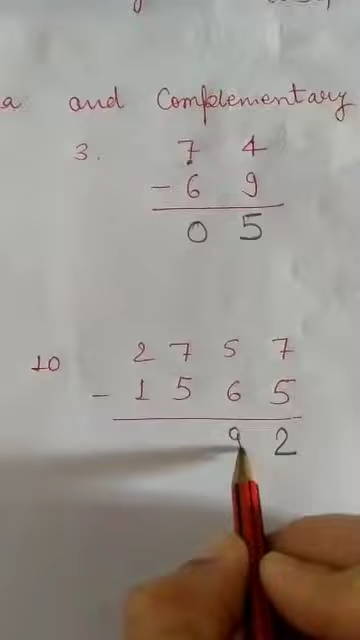 a and Complementary
3. 7 4
- 6 9
0 5
10 2 7 5 7
- 1 5 6 5
9 2